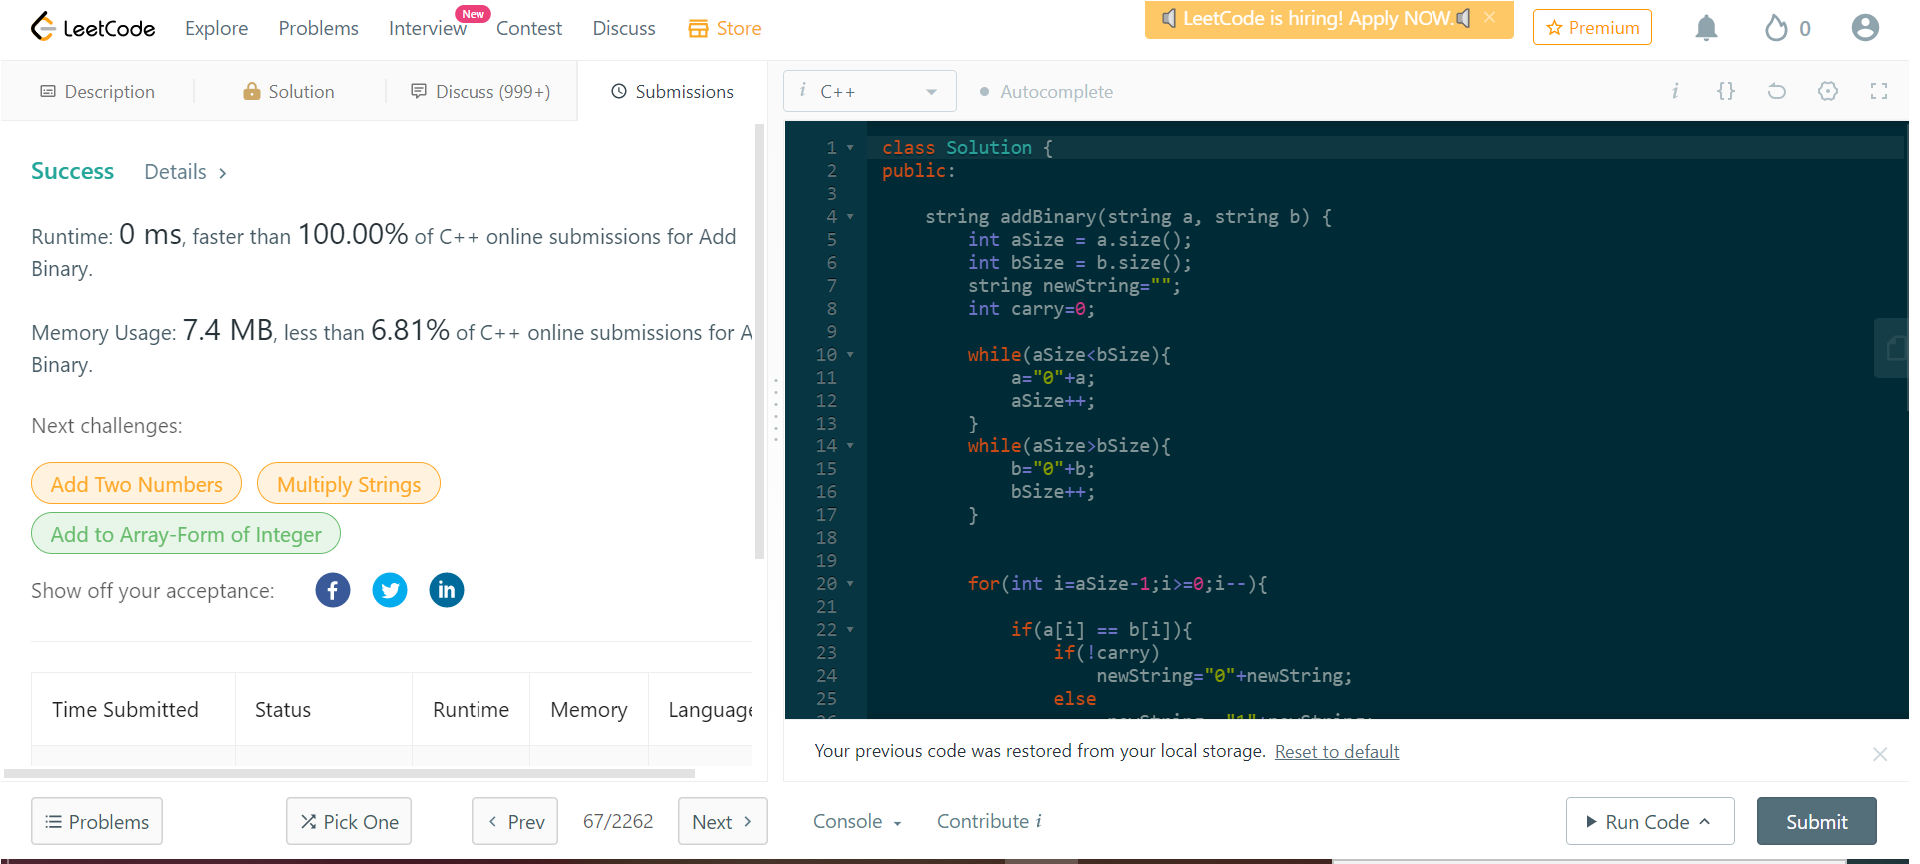 LeetCode
Explore
Problems
Interview
New
Contest
Discuss
Store
LeetCode is hiring! Apply NOW.
Premium
0
Description
Solution
Discuss (999+)
Submissions
i C++
Autocomplete
i
{}
Success
Details
Runtime: 0 ms, faster than 100.00% of C++ online submissions for Add
Binary.
Memory Usage: 7.4 MB, less than 6.81% of C++ online submissions for A
Binary.
Next challenges:
Add Two Numbers
Multiply Strings
Add to Array-Form of Integer
Show off your acceptance:
Time Submitted
Status
Runtime
Memory
Language
1 class Solution {
2 public:
3
4 string addBinary(string a, string b) {
5 int aSize = a.size();
6 int bSize = b.size();
7 string newString="";
8 int carry=0;
9
10 while(aSize<bSize){
11 a="0"+a;
12 aSize++;
13 }
14 while(aSize>bSize){
15 b="0"+b;
16 bSize++;
17 }
18
19
20 for(int i=aSize-1;i>=0;i--){
21
22 if(a[i] == b[i]){
23 if(!carry)
24 newString="0"+newString;
25 else
Your previous code was restored from your local storage. Reset to default
Problems
Pick One
Prev
67/2262
Next
Console
Contribute i
Run Code
Submit